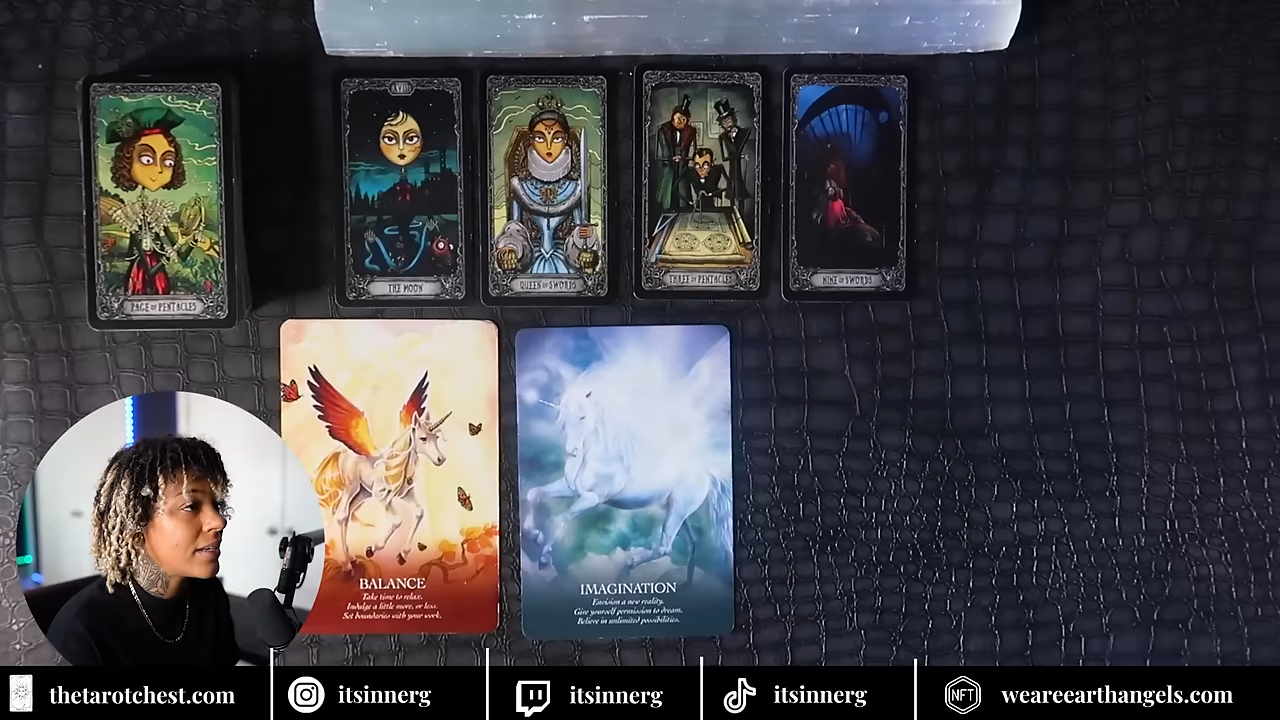 XVIII
PAGE OF PENTACLES
THE MOON
QUEEN OF SWORDS
THREE OF PENTACLES
NINE OF SWORDS
BALANCE
Take time to relax.
Indulge a little more, or less.
Set boundaries with your work.
IMAGINATION
Envision a new reality.
Give yourself permission to dream.
Believe in unlimited possibilities.
thetarotchest.com
itsinnerg
itsinnerg
itsinnerg
NFT
weareearthangels.com